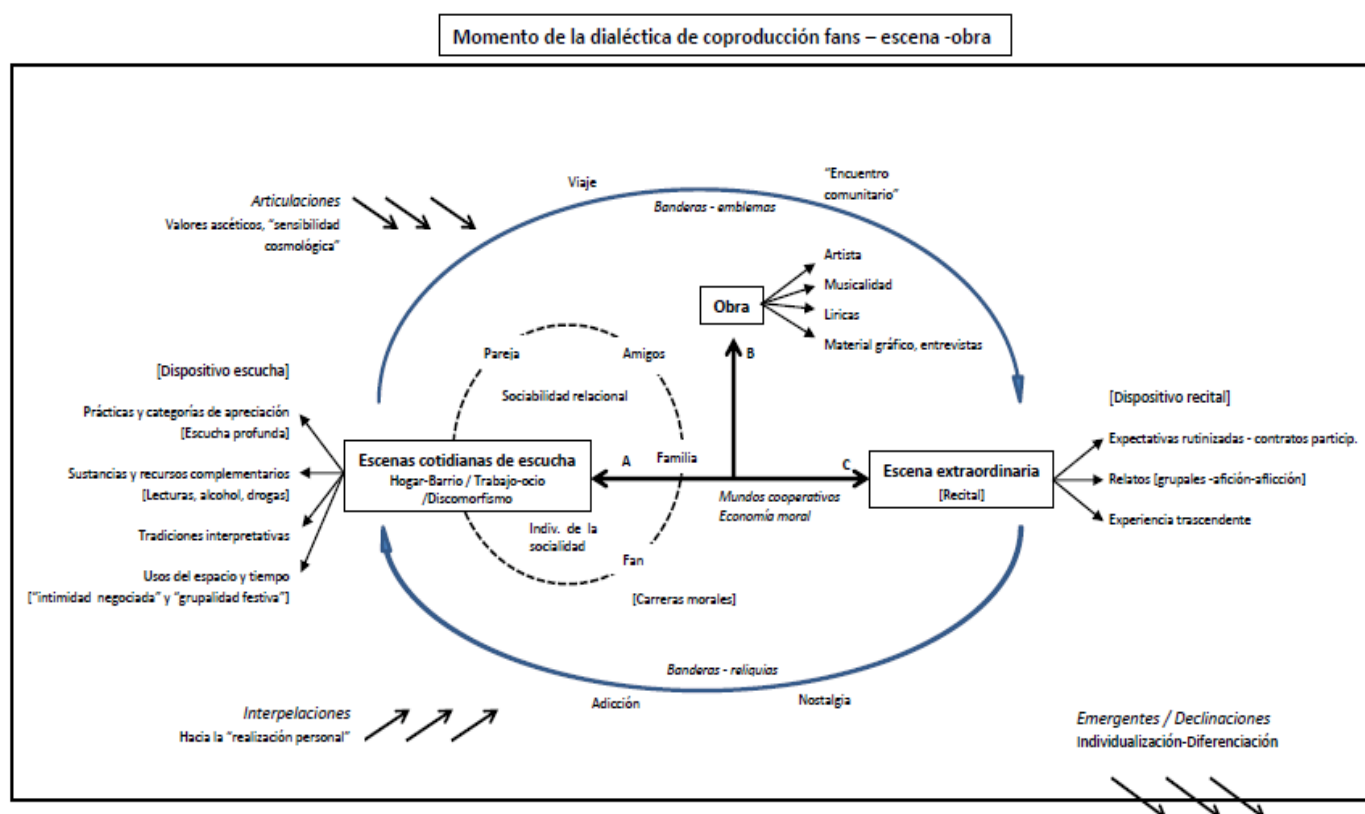 Momento de la dialéctica de coproducción fans – escena -obra
Viaje
"Encuentro
comunitario"
Banderas - emblemas
Articulaciones
Valores ascéticos, "sensibilidad
cosmológica"
Artista
Musicalidad
Obra
Liricas
Material gráfico, entrevistas
B
Pareja
Amigos
Sociabilidad relacional
[Dispositivo escucha]
Prácticas y categorías de apreciación
[Escucha profunda]
Sustancias y recursos complementarios
[Lecturas, alcohol, drogas]
Tradiciones interpretativas
Usos del espacio y tiempo
["intimidad negociada" y "grupalidad festiva"]
Escenas cotidianas de escucha
Hogar-Barrio / Trabajo-ocio
/Discomorfismo
A
Familia
C
Mundos cooperativos
Economía moral
Escena extraordinaria
[Recital]
[Dispositivo recital]
Expectativas rutinizadas - contratos particip.
Relatos [grupales -afición-aflicción]
Experiencia trascendente
Indiv. de la
socialidad
Fan
[Carreras morales]
Banderas - reliquias
Adicción
Nostalgia
Interpelaciones
Hacia la "realización personal"
Emergentes / Declinaciones
Individualización-Diferenciación